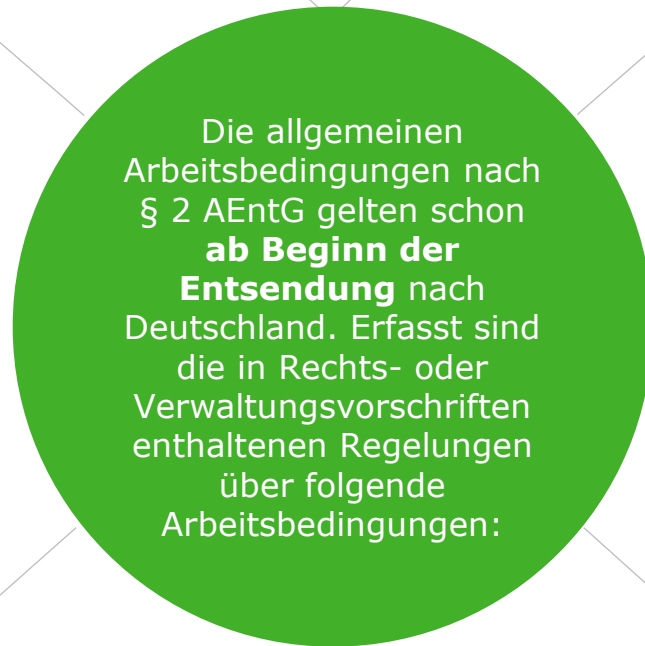 Die allgemeinen
Arbeitsbedingungen nach
§ 2 AEntG gelten schon
ab Beginn der
Entsendung nach
Deutschland. Erfasst sind
die in Rechts- oder
Verwaltungsvorschriften
enthaltenen Regelungen
über folgende
Arbeitsbedingungen: